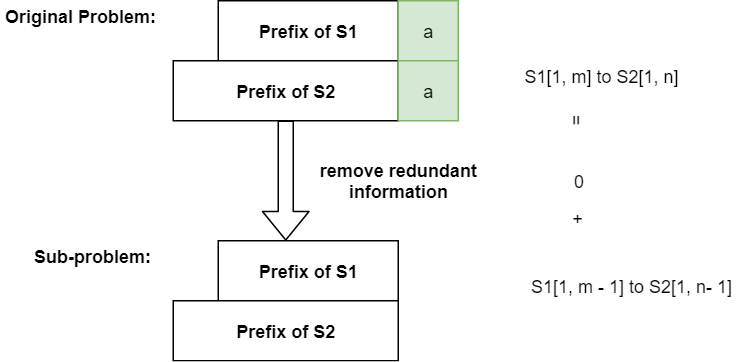 Original Problem:
Prefix of S1
a
Prefix of S2
a
S1[1, m] to S2[1, n]
=
remove redundant
information
0
+
Sub-problem:
Prefix of S1
S1[1, m - 1] to S2[1, n- 1]
Prefix of S2